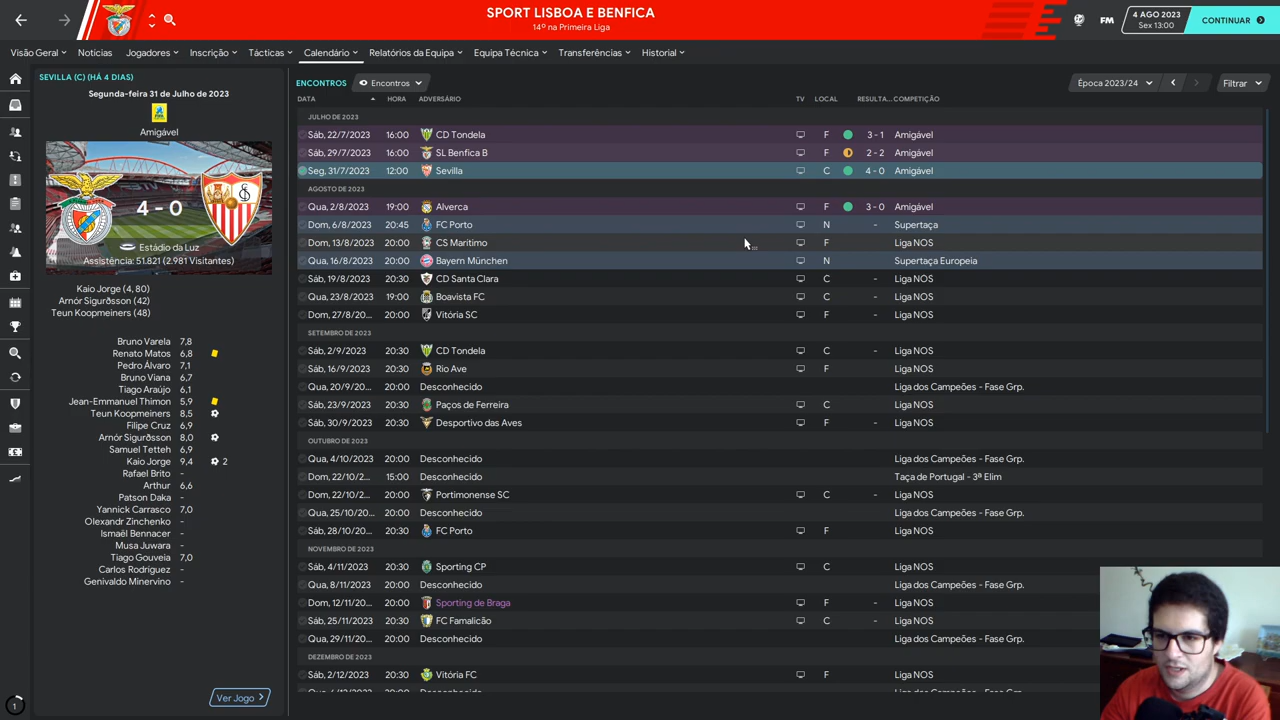 SPORT LISBOA E BENFICA
14º na Primeira Liga
FM
4 AGO 2023
Sex 13:00
CONTINUAR
Visão Geral Notícias Jogadores Inscrição Tácticas Calendário Relatórios da Equipa Equipa Técnica Transferências Historial
SEVILLA (C) (HÁ 4 DIAS)
Segunda-feira 31 de Julho de 2023
Amigável
4 - 0
Estádio da Luz
Assistência: 51.821 (2.981 Visitantes)
Kaio Jorge (4, 80)
Arnór Sigurðsson (42)
Teun Koopmeiners (48)
Bruno Varela 7,8
Renato Matos 6,8
Pedro Álvaro 7,1
Bruno Viana 6,7
Tiago Araújo 6,1
Jean-Emmanuel Thimon 5,9
Teun Koopmeiners 8,5
Filipe Cruz 6,9
Arnór Sigurðsson 8,0
Samuel Tetteh 6,9
Kaio Jorge 9,4 2
Rafael Brito -
Arthur 6,6
Patson Daka -
Yannick Carrasco 7,0
Olexandr Zinchenko -
Ismaël Bennacer -
Musa Juwara -
Tiago Gouveia 7,0
Carlos Rodríguez -
Genivaldo Minervino -
Ver Jogo
1
ENCONTROS Encontros Época 2023/24 Filtrar
DATA HORA ADVERSÁRIO TV LOCAL RESULTA... COMPETIÇÃO
JULHO DE 2023
Sáb, 22/7/2023 16:00 CD Tondela F 3 - 1 Amigável
Sáb, 29/7/2023 16:00 SL Benfica B F 2 - 2 Amigável
Seg, 31/7/2023 12:00 Sevilla C 4 - 0 Amigável
AGOSTO DE 2023
Qua, 2/8/2023 19:00 Alverca F 3 - 0 Amigável
Dom, 6/8/2023 20:45 FC Porto N - Supertaça
Dom, 13/8/2023 20:00 CS Marítimo F Liga NOS
Qua, 16/8/2023 20:00 Bayern München N - Supertaça Europeia
Sáb, 19/8/2023 20:30 CD Santa Clara C - Liga NOS
Qua, 23/8/2023 19:00 Boavista FC C - Liga NOS
Dom, 27/8/20... 20:00 Vitória SC F - Liga NOS
SETEMBRO DE 2023
Sáb, 2/9/2023 20:30 CD Tondela C - Liga NOS
Sáb, 16/9/2023 20:30 Rio Ave F - Liga NOS
Qua, 20/9/20... 20:00 Desconhecido Liga dos Campeões - Fase Grp.
Sáb, 23/9/2023 20:30 Paços de Ferreira C - Liga NOS
Sáb, 30/9/2023 20:30 Desportivo das Aves F - Liga NOS
OUTUBRO DE 2023
Qua, 4/10/2023 20:00 Desconhecido Liga dos Campeões - Fase Grp.
Dom, 22/10/2... 15:00 Desconhecido Taça de Portugal - 3ª Elim
Dom, 22/10/2... 20:00 Portimonense SC C - Liga NOS
Qua, 25/10/20... 20:00 Desconhecido Liga dos Campeões - Fase Grp.
Sáb, 28/10/20... 20:30 FC Porto F - Liga NOS
NOVEMBRO DE 2023
Sáb, 4/11/2023 20:30 Sporting CP C - Liga NOS
Qua, 8/11/2023 20:00 Desconhecido Liga dos Campeões - Fase Grp.
Dom, 12/11/20... 20:00 Sporting de Braga F - Liga NOS
Sáb, 25/11/2023 20:30 FC Famalicão C - Liga NOS
Qua, 29/11/20... 20:00 Desconhecido Liga dos Campeões - Fase Grp.
DEZEMBRO DE 2023
Sáb, 2/12/2023 20:30 Vitória FC F - Liga NOS